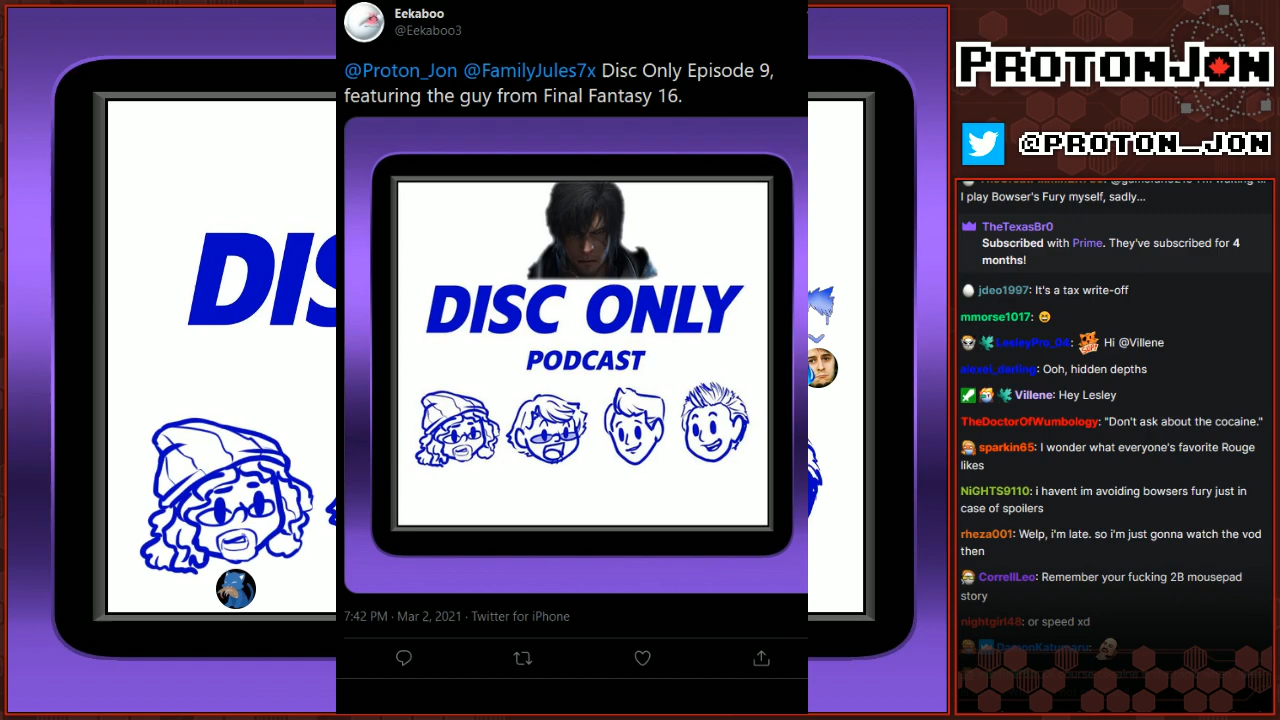 Eekaboo
@Eekaboo3
@Proton_Jon @FamilyJules7x Disc Only Episode 9,
featuring the guy from Final Fantasy 16.
DIS
DISC ONLY
PODCAST
7:42 PM · Mar 2, 2021 · Twitter for iPhone
PROTONJON
@PROTON_JON
I play Bowser's Fury myself, sadly...
TheTexasBr0
Subscribed with Prime. They've subscribed for 4
months!
jdeo1997: It's a tax write-off
mmorse1017:
LesleyPro_04: Hi @Villene
alexei_darling: Ooh, hidden depths
Villene: Hey Lesley
TheDoctorOfWumbology: "Don't ask about the cocaine."
sparkin65: I wonder what everyone's favorite Rouge
likes
NiGHTS9110: i havent im avoiding bowsers fury just in
case of spoilers
rheza001: Welp, i'm late. so i'm just gonna watch the vod
then
CorrellLeo: Remember your fucking 2B mousepad
story
nightgirl48: or speed xd
DamonKatumaru: